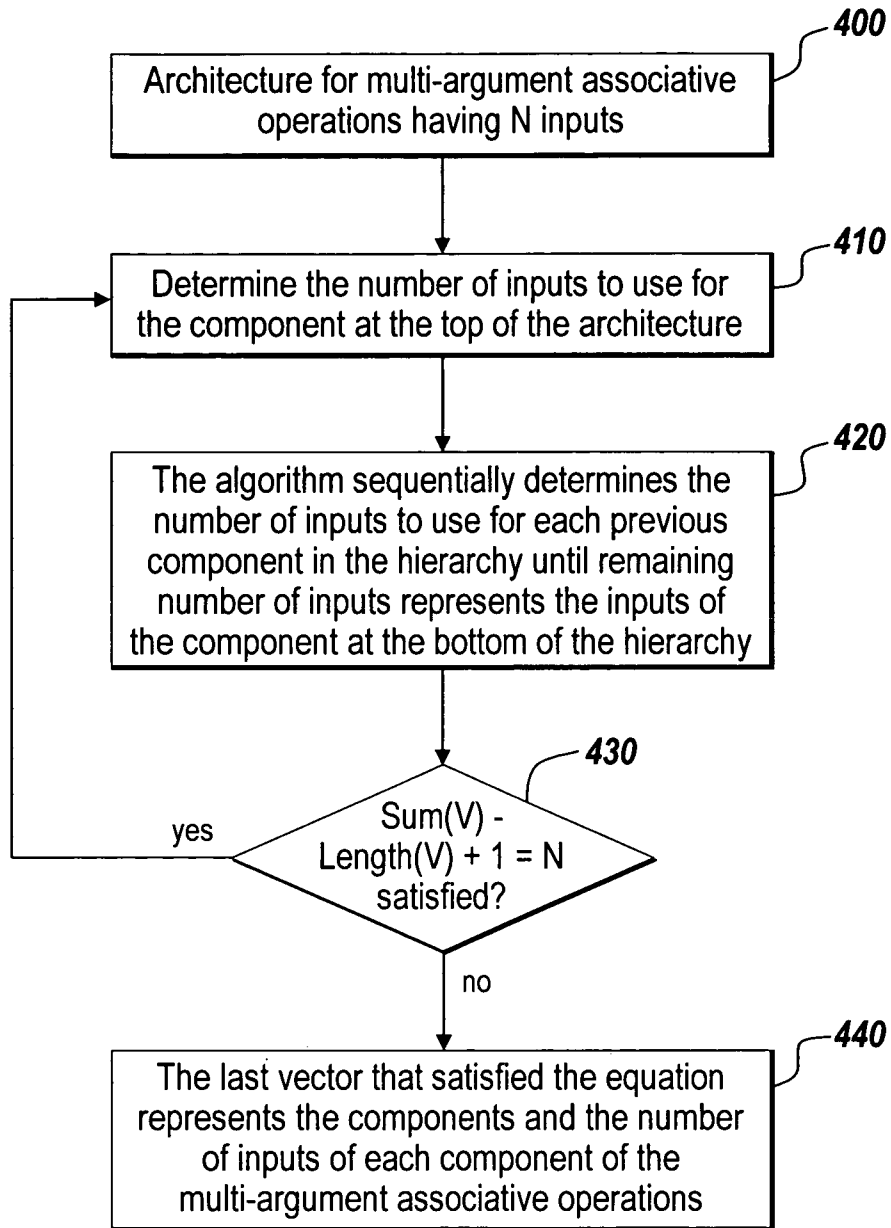 400
Architecture for multi-argument associative
operations having N inputs
410
Determine the number of inputs to use for
the component at the top of the architecture
420
The algorithm sequentially determines the
number of inputs to use for each previous
component in the hierarchy until remaining
number of inputs represents the inputs of
the component at the bottom of the hierarchy
430
yes
Sum(V) -
Length(V) + 1 = N
satisfied?
no
440
The last vector that satisfied the equation
represents the components and the number
of inputs of each component of the
multi-argument associative operations